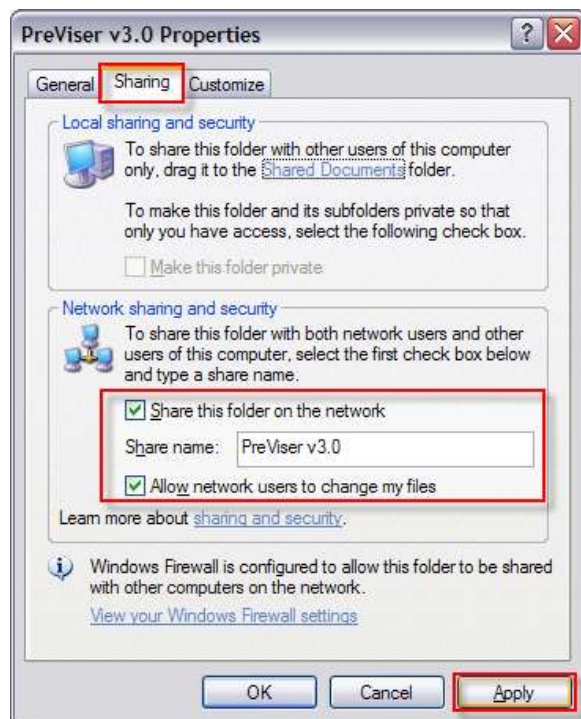 PreViser v3.0 Properties
General Sharing Customize
Local sharing and security
To share this folder with other users of this computer
only, drag it to the Shared Documents folder.
To make this folder and its subfolders private so that
only you have access, select the following check box.
Make this folder private
Network sharing and security
To share this folder with both network users and other
users of this computer, select the first check box below
and type a share name.
Share this folder on the network
Share name: PreViser v3.0
Allow network users to change my files
Learn more about sharing and security.
Windows Firewall is configured to allow this folder to be shared
with other computers on the network.
View your Windows Firewall settings
OK Cancel Apply